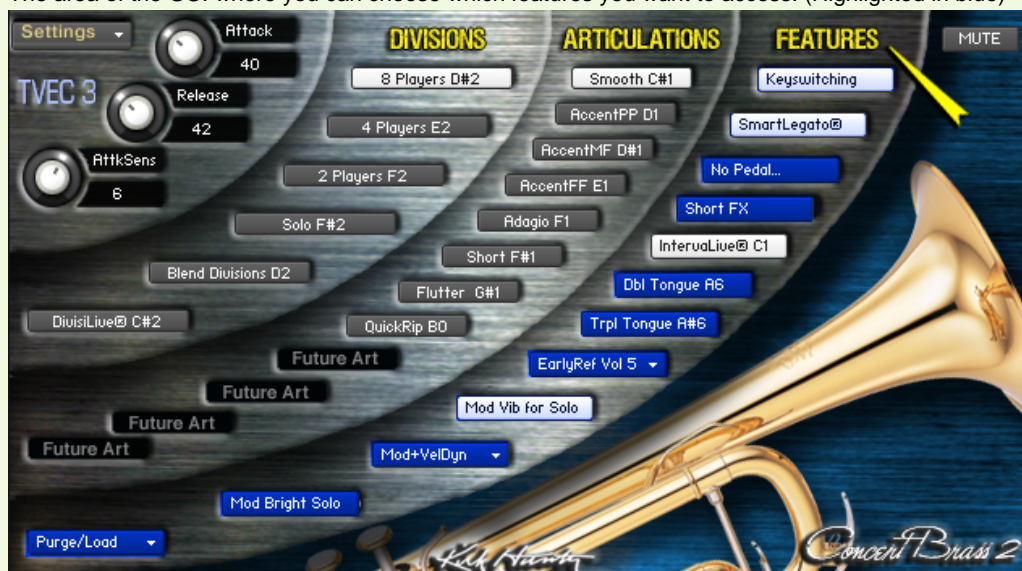 The area of the GUI where you can choose which features you want to access. (Highlighted in blue)
Settings
Attack
40
DIVISIONS
ARTICULATIONS
FEATURES
MUTE
TVEC 3
Release
42
AttkSens
6
8 Players D#2
4 Players E2
2 Players F2
Solo F#2
Blend Divisions D2
DivisiLive® C#2
Smooth C#1
AccentPP D1
AccentMF D#1
AccentFF E1
Adagio F1
Short F#1
Flutter G#1
QuickRip B0
Future Art
Future Art
Future Art
Future Art
Keyswitching
SmartLegato®
No Pedal...
Short FX
IntervaLive® C1
Dbl Tongue A6
Trpl Tongue A#6
EarlyRef Vol 5
Mod Vib for Solo
Mod+VelDyn
Mod Bright Solo
Purge/Load
Kirk Hunter
Concert Brass 2